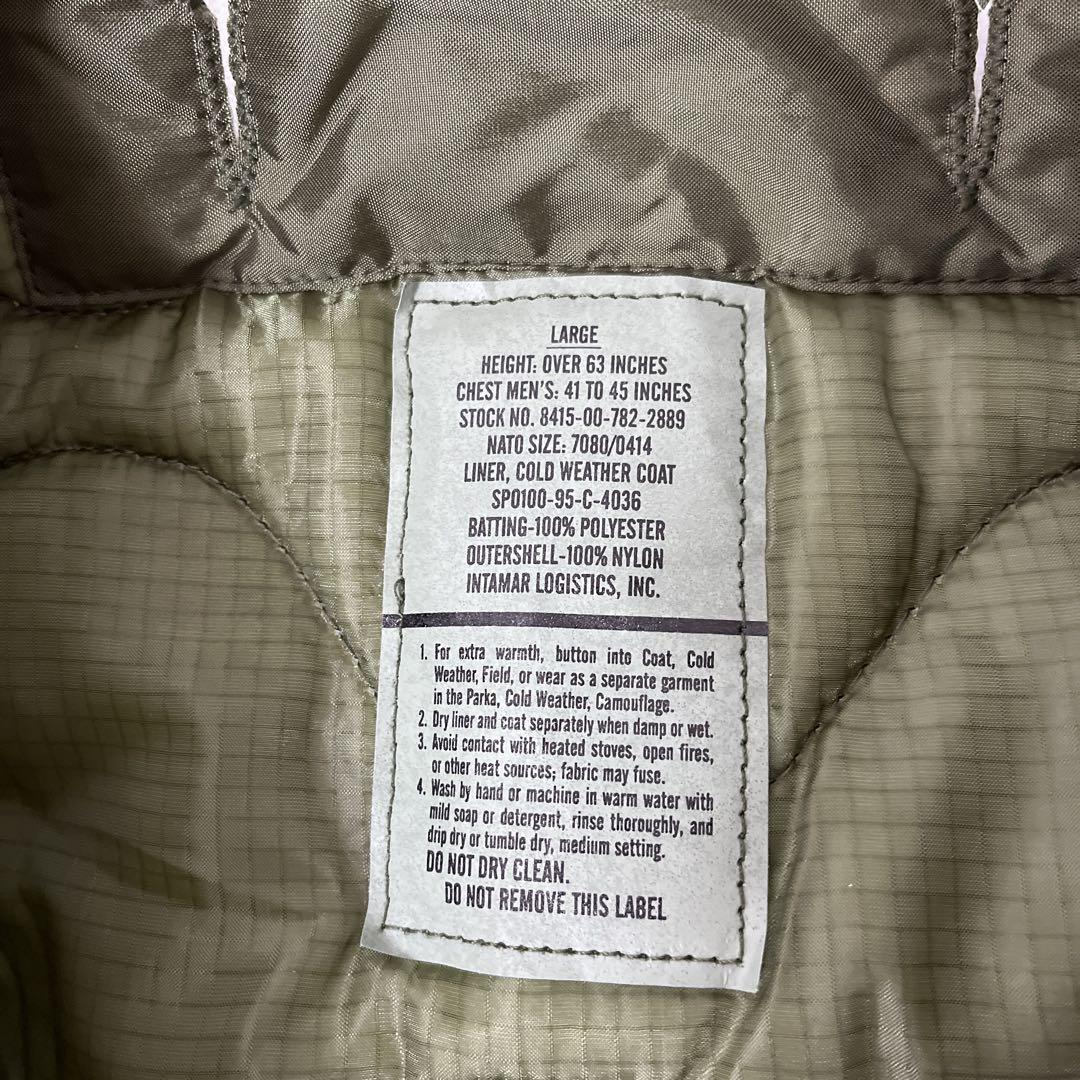 LARGE
HEIGHT: OVER 63 INCHES
CHEST MEN'S: 41 TO 45 INCHES
STOCK NO. 8415-00-782-2889
NATO SIZE: 7080/0414
LINER, COLD WEATHER COAT
SPO100-95-C-4036
BATTING-100% POLYESTER
OUTERSHELL-100% NYLON
INTAMAR LOGISTICS, INC.
1. For extra warmth, button into Coat, Cold
Weather, Field, or wear as a separate garment
in the Parka, Cold Weather, Camouflage.
2. Dry liner and coat separately when damp or wet.
3. Avoid contact with heated stoves, open fires,
or other heat sources; fabric may fuse.
4. Wash by hand or machine in warm water with
mild soap or detergent, rinse thoroughly, and
drip dry or tumble dry, medium setting.
DO NOT DRY CLEAN.
DO NOT REMOVE THIS LABEL